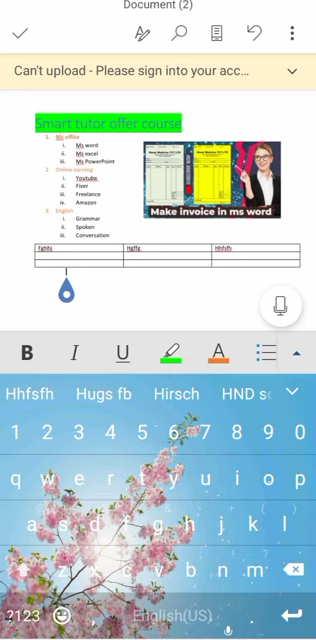 Document (2)
Can't upload - Please sign into your acc...
Smart tutor offer course
1. Ms office
i. Ms word
ii. Ms excel
iii. Ms PowerPoint
2. Online earning
i. Youtube
ii. Fiver
iii. Freelance
iv. Amazon
3. English
i. Grammar
ii. Spoken
iii. Conversation
Make invoice in ms word
Fghhj Hgffg Hhfsfh
B I U A
Hhfsfh Hugs fb Hirsch HND sc
1 2 3 4 5 6 7 8 9 0
q w e r t y u i o p
a s d f g h j k l
z x c v b n m
?123 , English(US) .